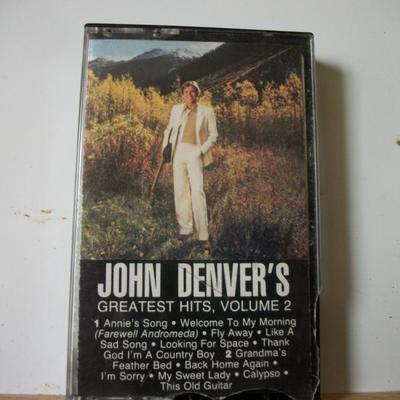 JOHN DENVER'S
GREATEST HITS, VOLUME 2
1 Annie's Song • Welcome To My Morning
(Farewell Andromeda) • Fly Away • Like A
Sad Song • Looking For Space • Thank
God I'm A Country Boy 2 Grandma's
Feather Bed • Back Home Again •
I'm Sorry • My Sweet Lady • Calypso •
This Old Guitar